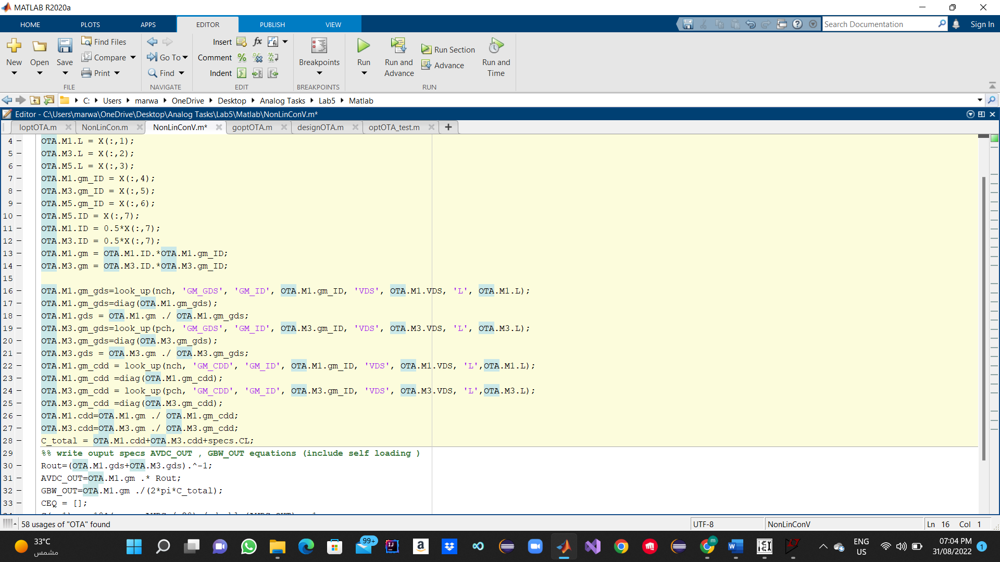 MATLAB R2020a
HOME PLOTS APPS EDITOR PUBLISH VIEW
Search Documentation
Sign In
New Open Save
Find Files
Compare
Print
FILE
Go To
Find
NAVIGATE
Insert fx
Comment
Indent
EDIT
Breakpoints
BREAKPOINTS
Run
Run and Advance
Run Section
Advance
Run and Time
RUN
C: Users marwa OneDrive Desktop Analog Tasks Lab5 Matlab
Editor - C:\Users\marwa\OneDrive\Desktop\Analog Tasks\Lab5\Matlab\NonLinConV.m*
IoptOTA.m NonLinCon.m NonLinConV.m* goptOTA.m designOTA.m optOTA_test.m
4 OTA.M1.L = X(:,1);
5 OTA.M3.L = X(:,2);
6 OTA.M5.L = X(:,3);
7 OTA.M1.gm_ID = X(:,4);
8 OTA.M3.gm_ID = X(:,5);
9 OTA.M5.gm_ID = X(:,6);
10 OTA.M5.ID = X(:,7);
11 OTA.M1.ID = 0.5*X(:,7);
12 OTA.M3.ID = 0.5*X(:,7);
13 OTA.M1.gm = OTA.M1.ID.*OTA.M1.gm_ID;
14 OTA.M3.gm = OTA.M3.ID.*OTA.M3.gm_ID;
15
16 OTA.M1.gm_gds=look_up(nch, 'GM_GDS', 'GM_ID', OTA.M1.gm_ID, 'VDS', OTA.M1.VDS, 'L', OTA.M1.L);
17 OTA.M1.gm_gds=diag(OTA.M1.gm_gds);
18 OTA.M1.gds = OTA.M1.gm ./ OTA.M1.gm_gds;
19 OTA.M3.gm_gds=look_up(pch, 'GM_GDS', 'GM_ID', OTA.M3.gm_ID, 'VDS', OTA.M3.VDS, 'L', OTA.M3.L);
20 OTA.M3.gm_gds=diag(OTA.M3.gm_gds);
21 OTA.M3.gds = OTA.M3.gm ./ OTA.M3.gm_gds;
22 OTA.M1.gm_cdd = look_up(nch, 'GM_CDD', 'GM_ID', OTA.M1.gm_ID, 'VDS', OTA.M1.VDS, 'L',OTA.M1.L);
23 OTA.M1.gm_cdd =diag(OTA.M1.gm_cdd);
24 OTA.M3.gm_cdd = look_up(pch, 'GM_CDD', 'GM_ID', OTA.M3.gm_ID, 'VDS', OTA.M3.VDS, 'L',OTA.M3.L);
25 OTA.M3.gm_cdd =diag(OTA.M3.gm_cdd);
26 OTA.M1.cdd=OTA.M1.gm ./ OTA.M1.gm_cdd;
27 OTA.M3.cdd=OTA.M3.gm ./ OTA.M3.gm_cdd;
28 C_total = OTA.M1.cdd+OTA.M3.cdd+specs.CL;
29 %% write ouput specs AVDC_OUT , GBW_OUT equations (include self loading )
30 Rout=(OTA.M1.gds+OTA.M3.gds).^-1;
31 AVDC_OUT=OTA.M1.gm .* Rout;
32 GBW_OUT=OTA.M1.gm ./(2*pi*C_total);
33 CEQ = [];
58 usages of "OTA" found
UTF-8
NonLinConV
Ln 16 Col 1
33°C
مشمس
99+
ENG
US
07:04 PM
31/08/2022
1